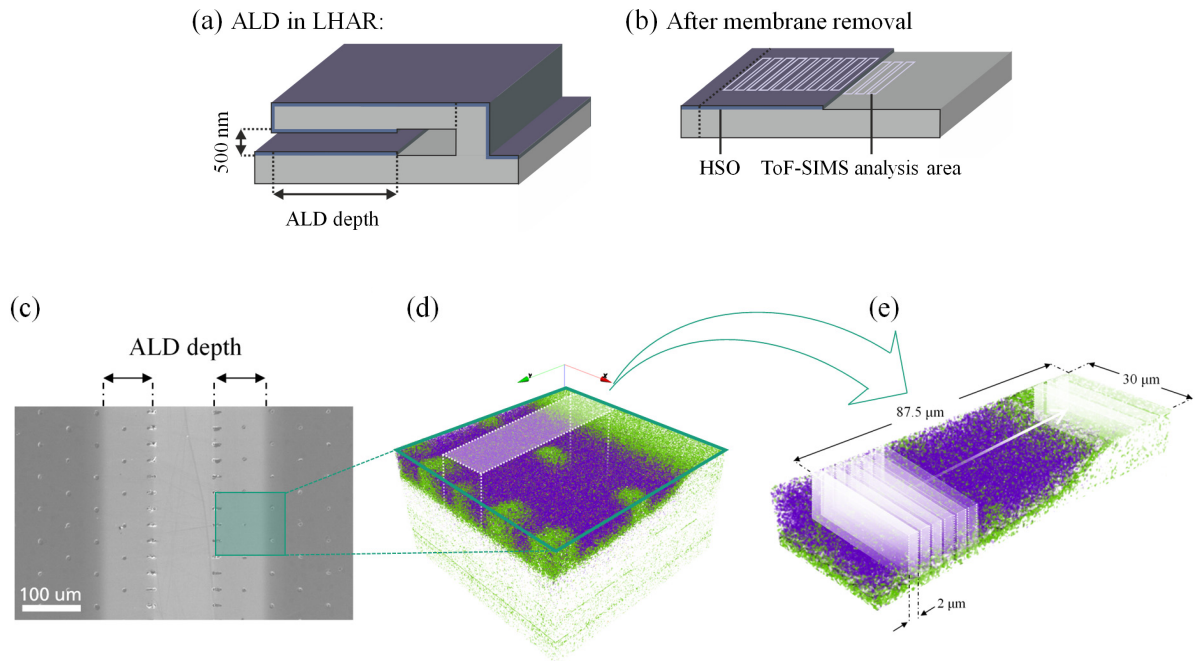 (a) ALD in LHAR:
500 nm
ALD depth
(b) After membrane removal
HSO
ToF-SIMS analysis area
(c)
ALD depth
100 um
(d)
Y
X
(e)
87.5 μm
30 μm
2 μm